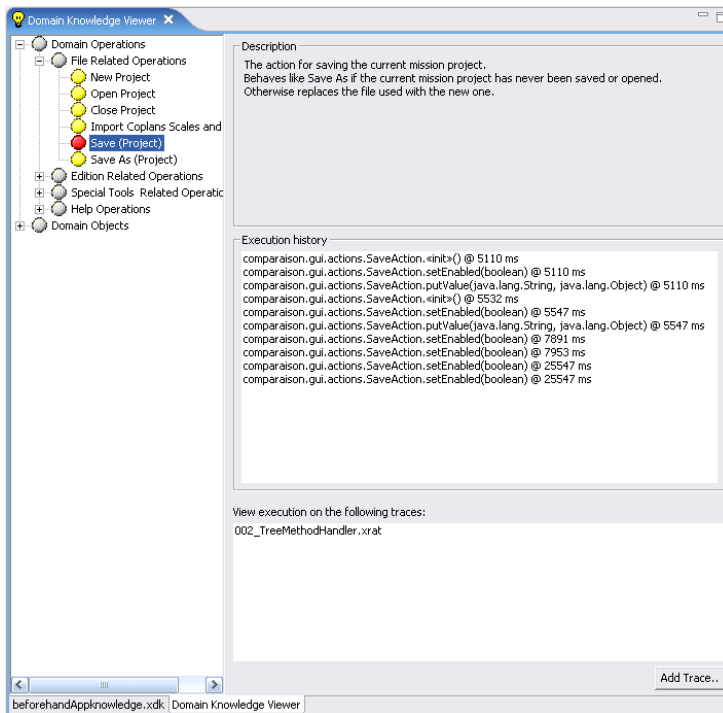 Domain Knowledge Viewer
Domain Operations
File Related Operations
New Project
Open Project
Close Project
Import Coplans Scales and
Save (Project)
Save As (Project)
Edition Related Operations
Special Tools Related Operatic
Help Operations
Domain Objects
Description
The action for saving the current mission project.
Behaves like Save As if the current mission project has never been saved or opened.
Otherwise replaces the file used with the new one.
Execution history
comparaison.gui.actions.SaveAction.«init»() @ 5110 ms
comparaison.gui.actions.SaveAction.setEnabled(boolean) @ 5110 ms
comparaison.gui.actions.SaveAction.putValue(java.lang.String, java.lang.Object) @ 5110 ms
comparaison.gui.actions.SaveAction.«init»() @ 5532 ms
comparaison.gui.actions.SaveAction.setEnabled(boolean) @ 5547 ms
comparaison.gui.actions.SaveAction.putValue(java.lang.String, java.lang.Object) @ 5547 ms
comparaison.gui.actions.SaveAction.setEnabled(boolean) @ 7891 ms
comparaison.gui.actions.SaveAction.setEnabled(boolean) @ 7953 ms
comparaison.gui.actions.SaveAction.setEnabled(boolean) @ 25547 ms
comparaison.gui.actions.SaveAction.setEnabled(boolean) @ 25547 ms
View execution on the following traces:
002_TreeMethodHandler.xrat
Add Trace..
beforehandAppknowledge.xdk
Domain Knowledge Viewer